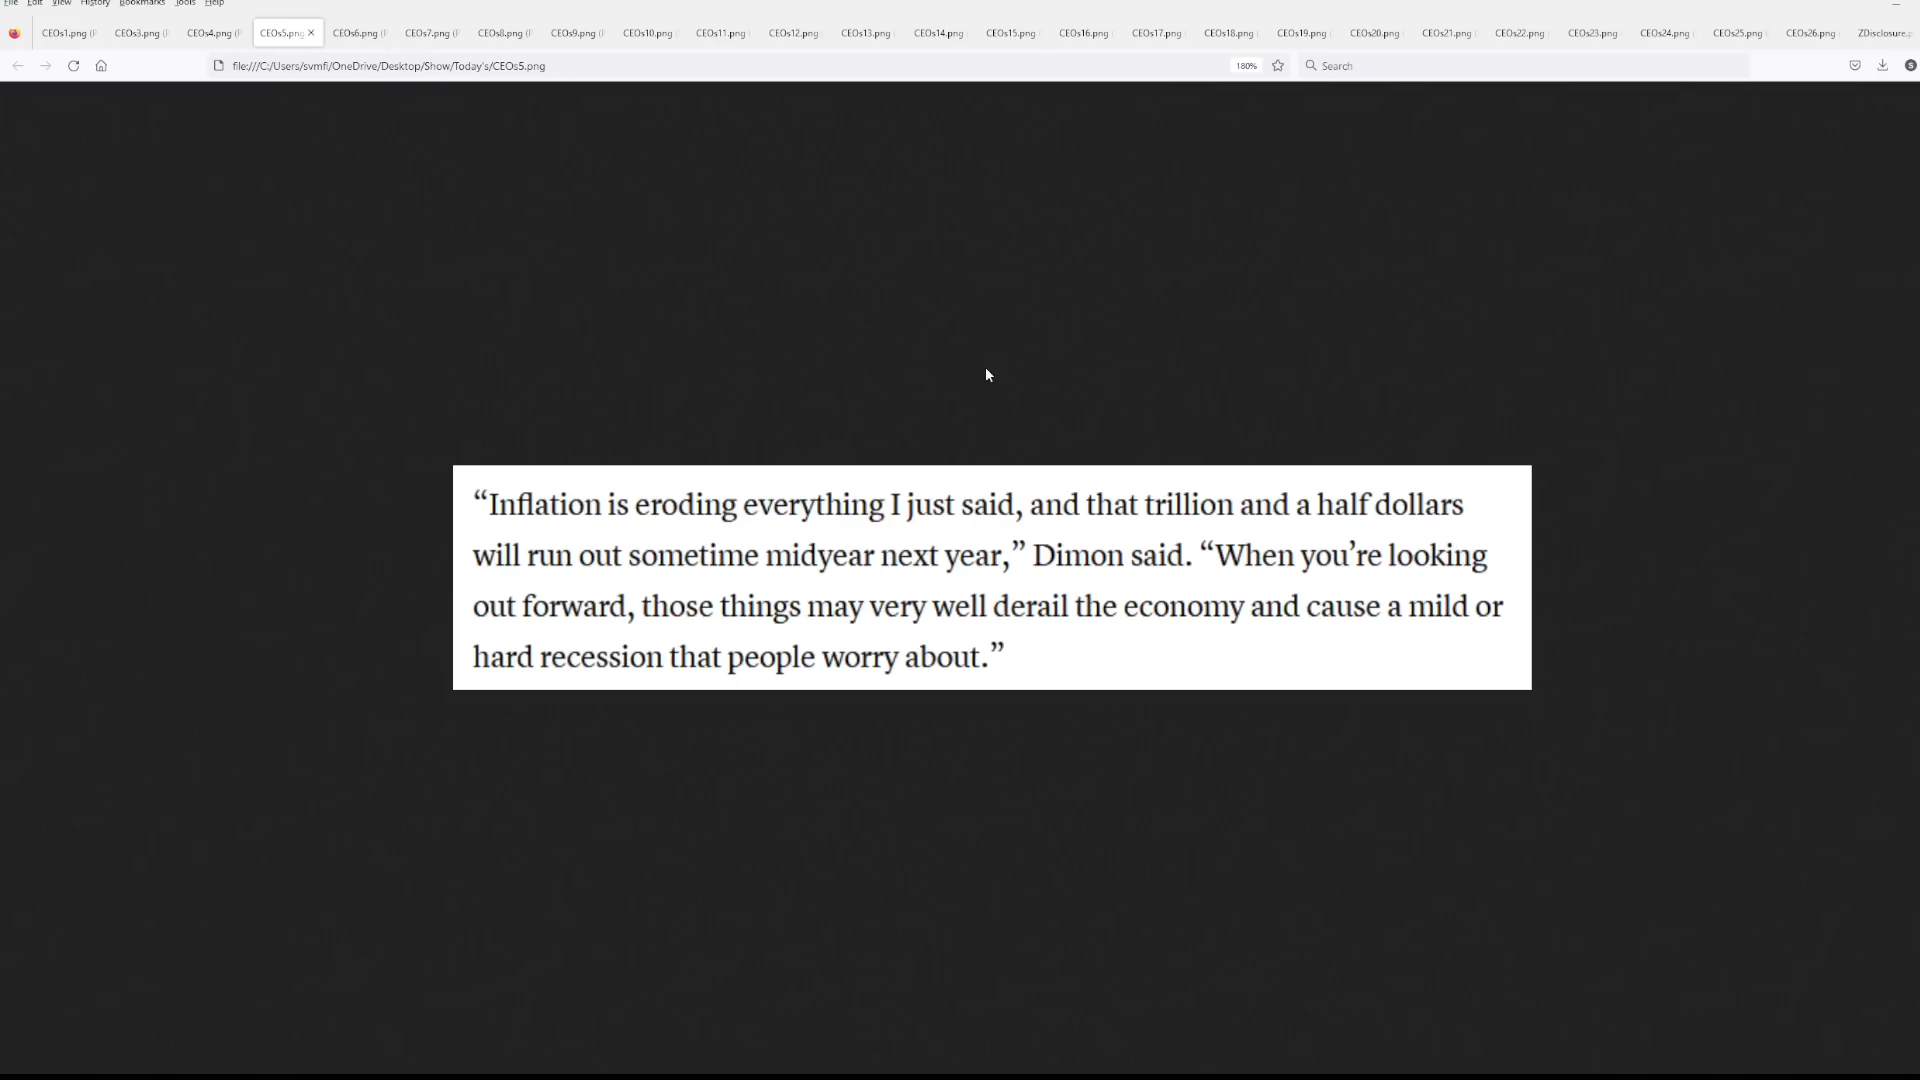 File Edit View History Bookmarks Tools Help
CEOs1.png CEOs3.png CEOs4.png CEOs5.png CEOs6.png CEOs7.png CEOs8.png CEOs9.png CEOs10.png CEOs11.png CEOs12.png CEOs13.png CEOs14.png CEOs15.png CEOs16.png CEOs17.png CEOs18.png CEOs19.png CEOs20.png CEOs21.png CEOs22.png CEOs23.png CEOs24.png CEOs25.png CEOs26.png ZDisclosure.p
file:///C:/Users/svmfi/OneDrive/Desktop/Show/Today's/CEOs5.png 180% Search S
“Inflation is eroding everything I just said, and that trillion and a half dollars
will run out sometime midyear next year,” Dimon said. “When you’re looking
out forward, those things may very well derail the economy and cause a mild or
hard recession that people worry about.”